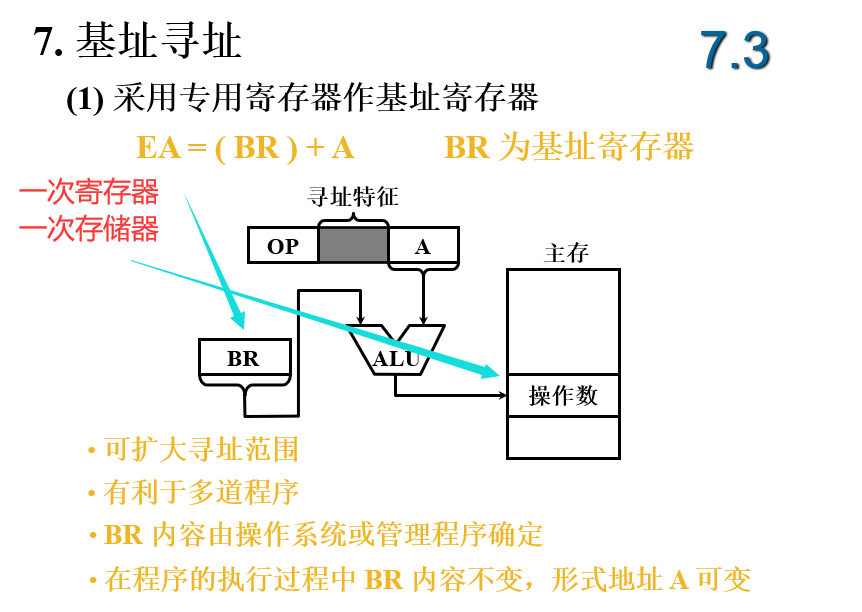 7. 基址寻址
7.3
(1) 采用专用寄存器作基址寄存器
EA = ( BR ) + A
BR 为基址寄存器
一次寄存器
一次存储器
寻址特征
OP
A
主存
BR
ALU
操作数
• 可扩大寻址范围
• 有利于多道程序
• BR 内容由操作系统或管理程序确定
• 在程序的执行过程中 BR 内容不变，形式地址 A 可变